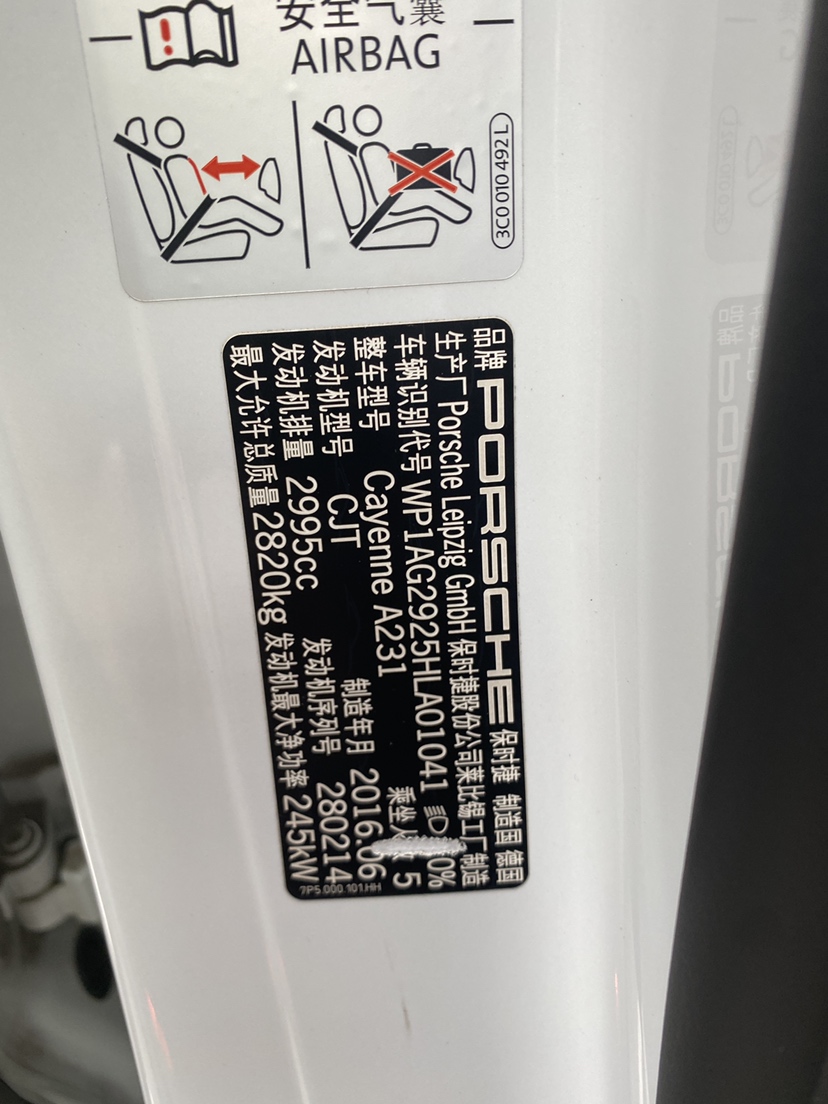 安全气囊
AIRBAG
3C0 010 492 L
品牌 PORSCHE 保时捷 制造国 德国
生产厂 Porsche Leipzig GmbH 保时捷股份公司莱比锡工厂制造
车辆识别代号 WP1AG2925HLA01041 0%
整车型号 Cayenne A231 乘坐人数 5
发动机型号 CJT 制造年月 2016.06
发动机排量 2995cc 发动机序列号 280214
最大允许总质量 2820kg 发动机最大净功率 245kW
7P5.000.101.HH